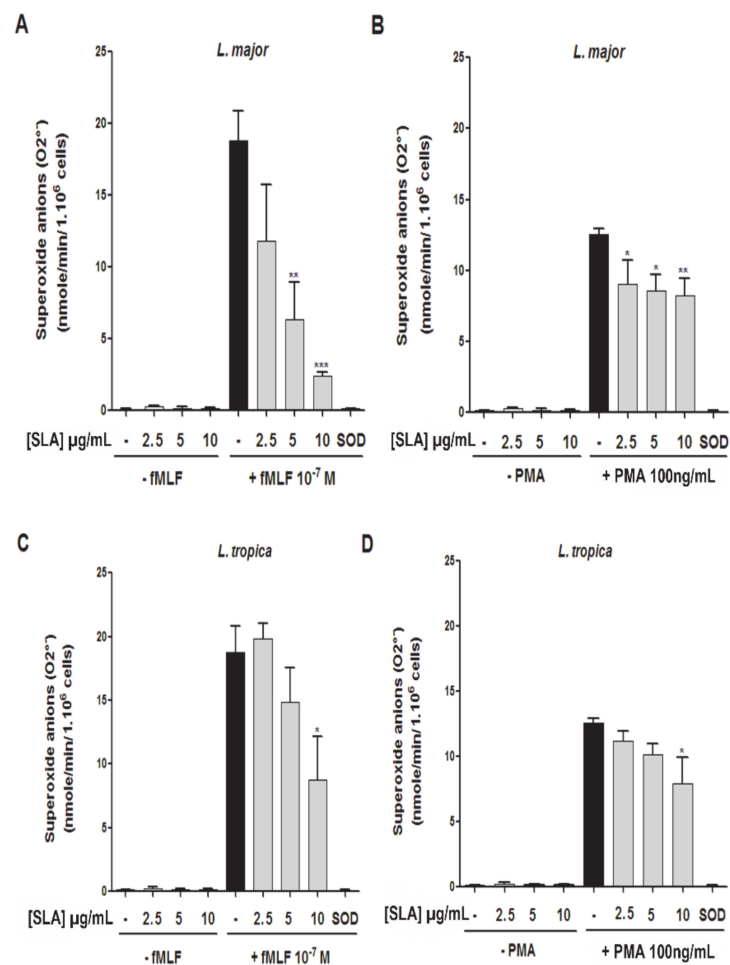 A
L. major
25
20
15
10
5
0
Superoxide anions (O2°⁻)
(nmole/min/1.10⁶ cells)
** ***
[SLA] µg/mL - 2.5 5 10 - 2.5 5 10 SOD
- fMLF + fMLF 10⁻⁷ M
B
L. major
25
20
15
10
5
0
Superoxide anions (O2°⁻)
(nmole/min/1.10⁶ cells)
* * **
[SLA] µg/mL - 2.5 5 10 - 2.5 5 10 SOD
- PMA + PMA 100ng/mL
C
L. tropica
25
20
15
10
5
0
Superoxide anions (O2°⁻)
(nmole/min/1.10⁶ cells)
*
[SLA] µg/mL - 2.5 5 10 - 2.5 5 10 SOD
- fMLF + fMLF 10⁻⁷ M
D
L. tropica
25
20
15
10
5
0
Superoxide anions (O2°⁻)
(nmole/min/1.10⁶ cells)
*
[SLA] µg/mL - 2.5 5 10 - 2.5 5 10 SOD
- PMA + PMA 100ng/mL